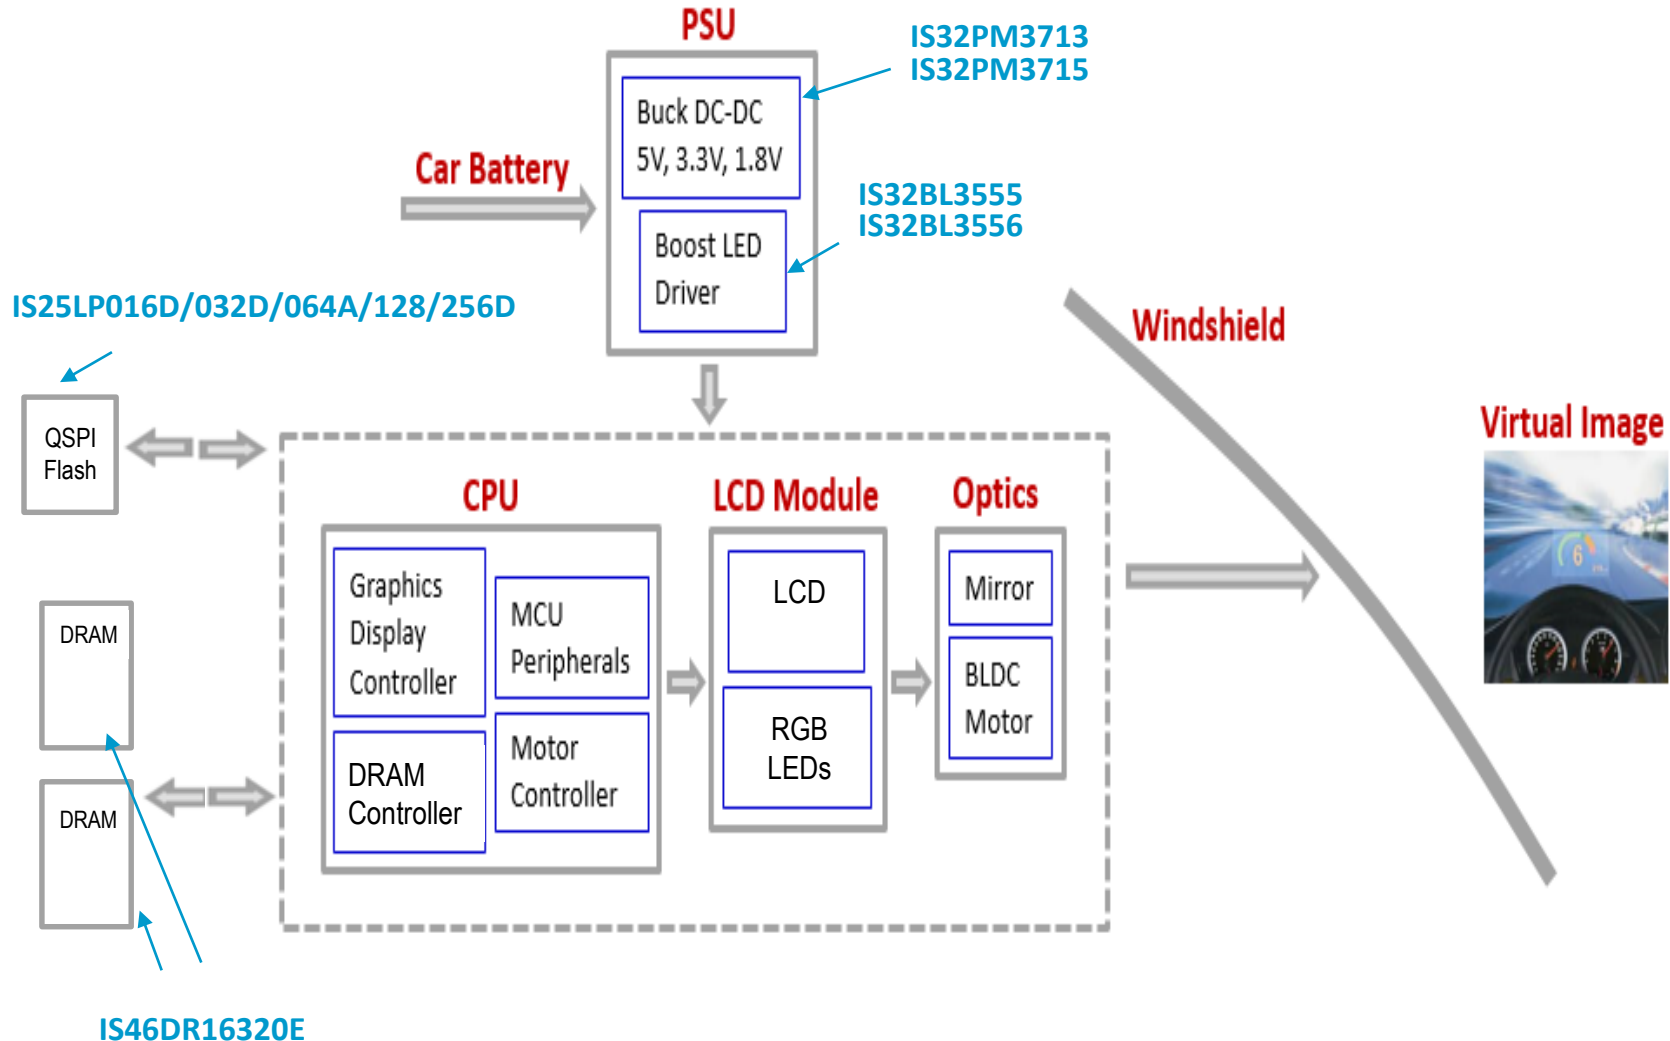 PSU
IS32PM3713
IS32PM3715
Buck DC-DC
5V, 3.3V, 1.8V
Car Battery
IS32BL3555
IS32BL3556
Boost LED
Driver
IS25LP016D/032D/064A/128/256D
Windshield
Virtual Image
QSPI
Flash
CPU
LCD Module
Optics
Graphics
Display
Controller
MCU
Peripherals
LCD
Mirror
6
DRAM
BLDC
Motor
RGB
LEDs
Motor
Controller
DRAM
Controller
DRAM
IS46DR16320E